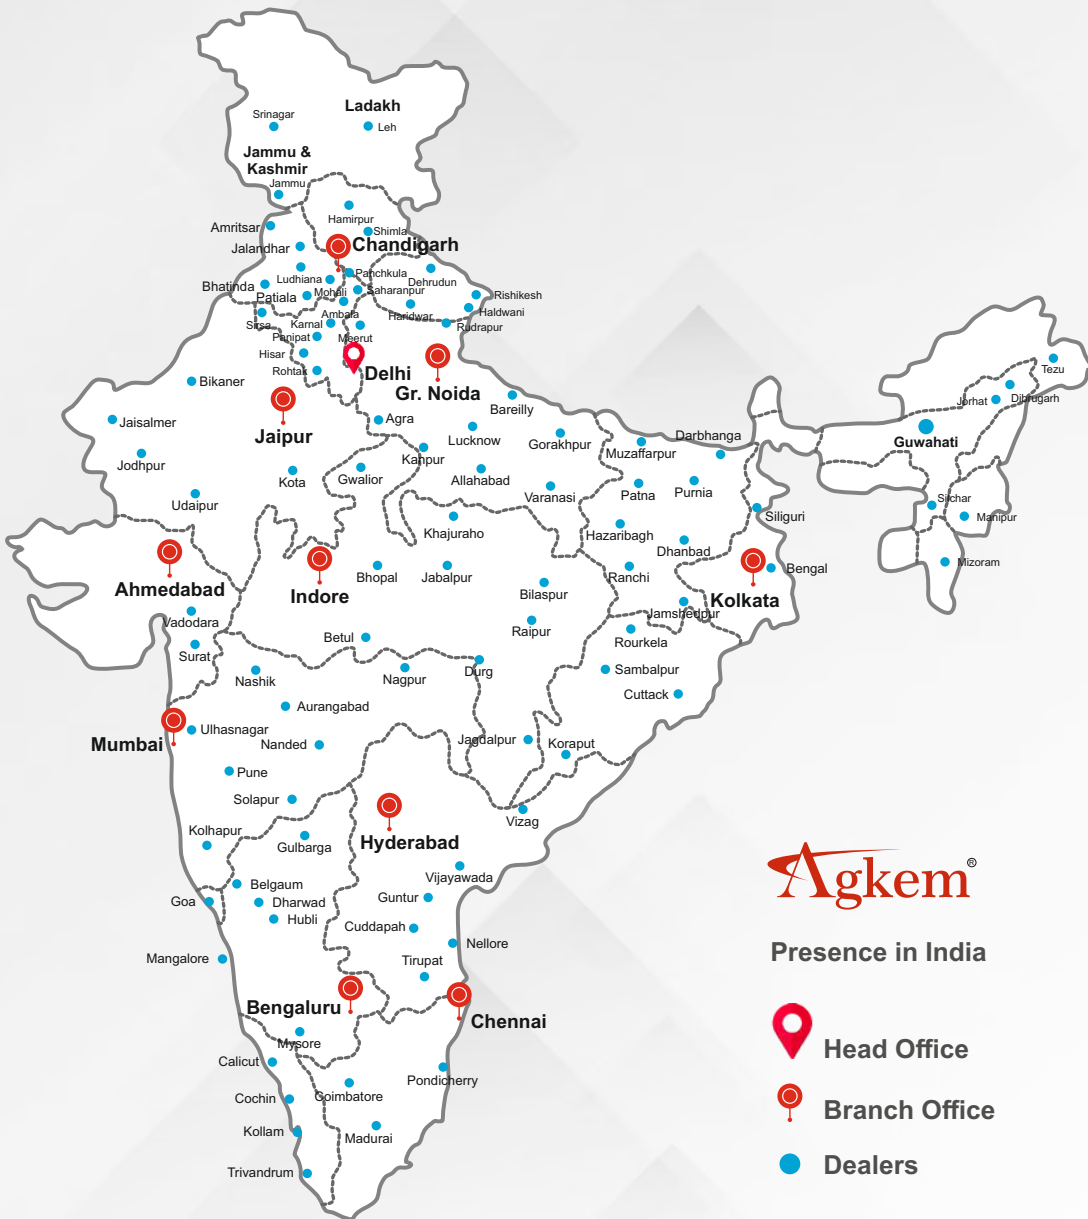 Ladakh
Srinagar
Leh
Jammu &
Kashmir
Jammu
Hamirpur
Amritsar
Shimla
Chandigarh
Jalandhar
Panchkula
Ludhiana
Dehrudun
Bhatinda
Mohali
Saharanpur
Patiala
Rishikesh
Haridwar
Haldwani
Ambala
Sirsa
Karnal
Rudrapur
Panipat
Meerut
Hisar
Rohtak
Delhi
Tezu
Bikaner
Gr. Noida
Dibrugarh
Jorhat
Bareilly
Jaisalmer
Agra
Jaipur
Lucknow
Gorakhpur
Darbhanga
Guwahati
Muzaffarpur
Kanpur
Jodhpur
Kota
Gwalior
Allahabad
Patna
Purnia
Varanasi
Silchar
Udaipur
Siliguri
Manipur
Khajuraho
Hazaribagh
Dhanbad
Mizoram
Bengal
Bhopal
Jabalpur
Ranchi
Ahmedabad
Indore
Bilaspur
Kolkata
Jamshedpur
Vadodara
Raipur
Betul
Rourkela
Surat
Sambalpur
Durg
Nagpur
Nashik
Cuttack
Aurangabad
Ulhasnagar
Mumbai
Nanded
Jagdalpur
Koraput
Pune
Solapur
Vizag
Kolhapur
Hyderabad
Gulbarga
Vijayawada
Agkem®
Belgaum
Guntur
Goa
Dharwad
Hubli
Cuddapah
Nellore
Presence in India
Mangalore
Tirupat
Bengaluru
Chennai
Mysore
Head Office
Calicut
Pondicherry
Coimbatore
Cochin
Branch Office
Kollam
Madurai
Dealers
Trivandrum